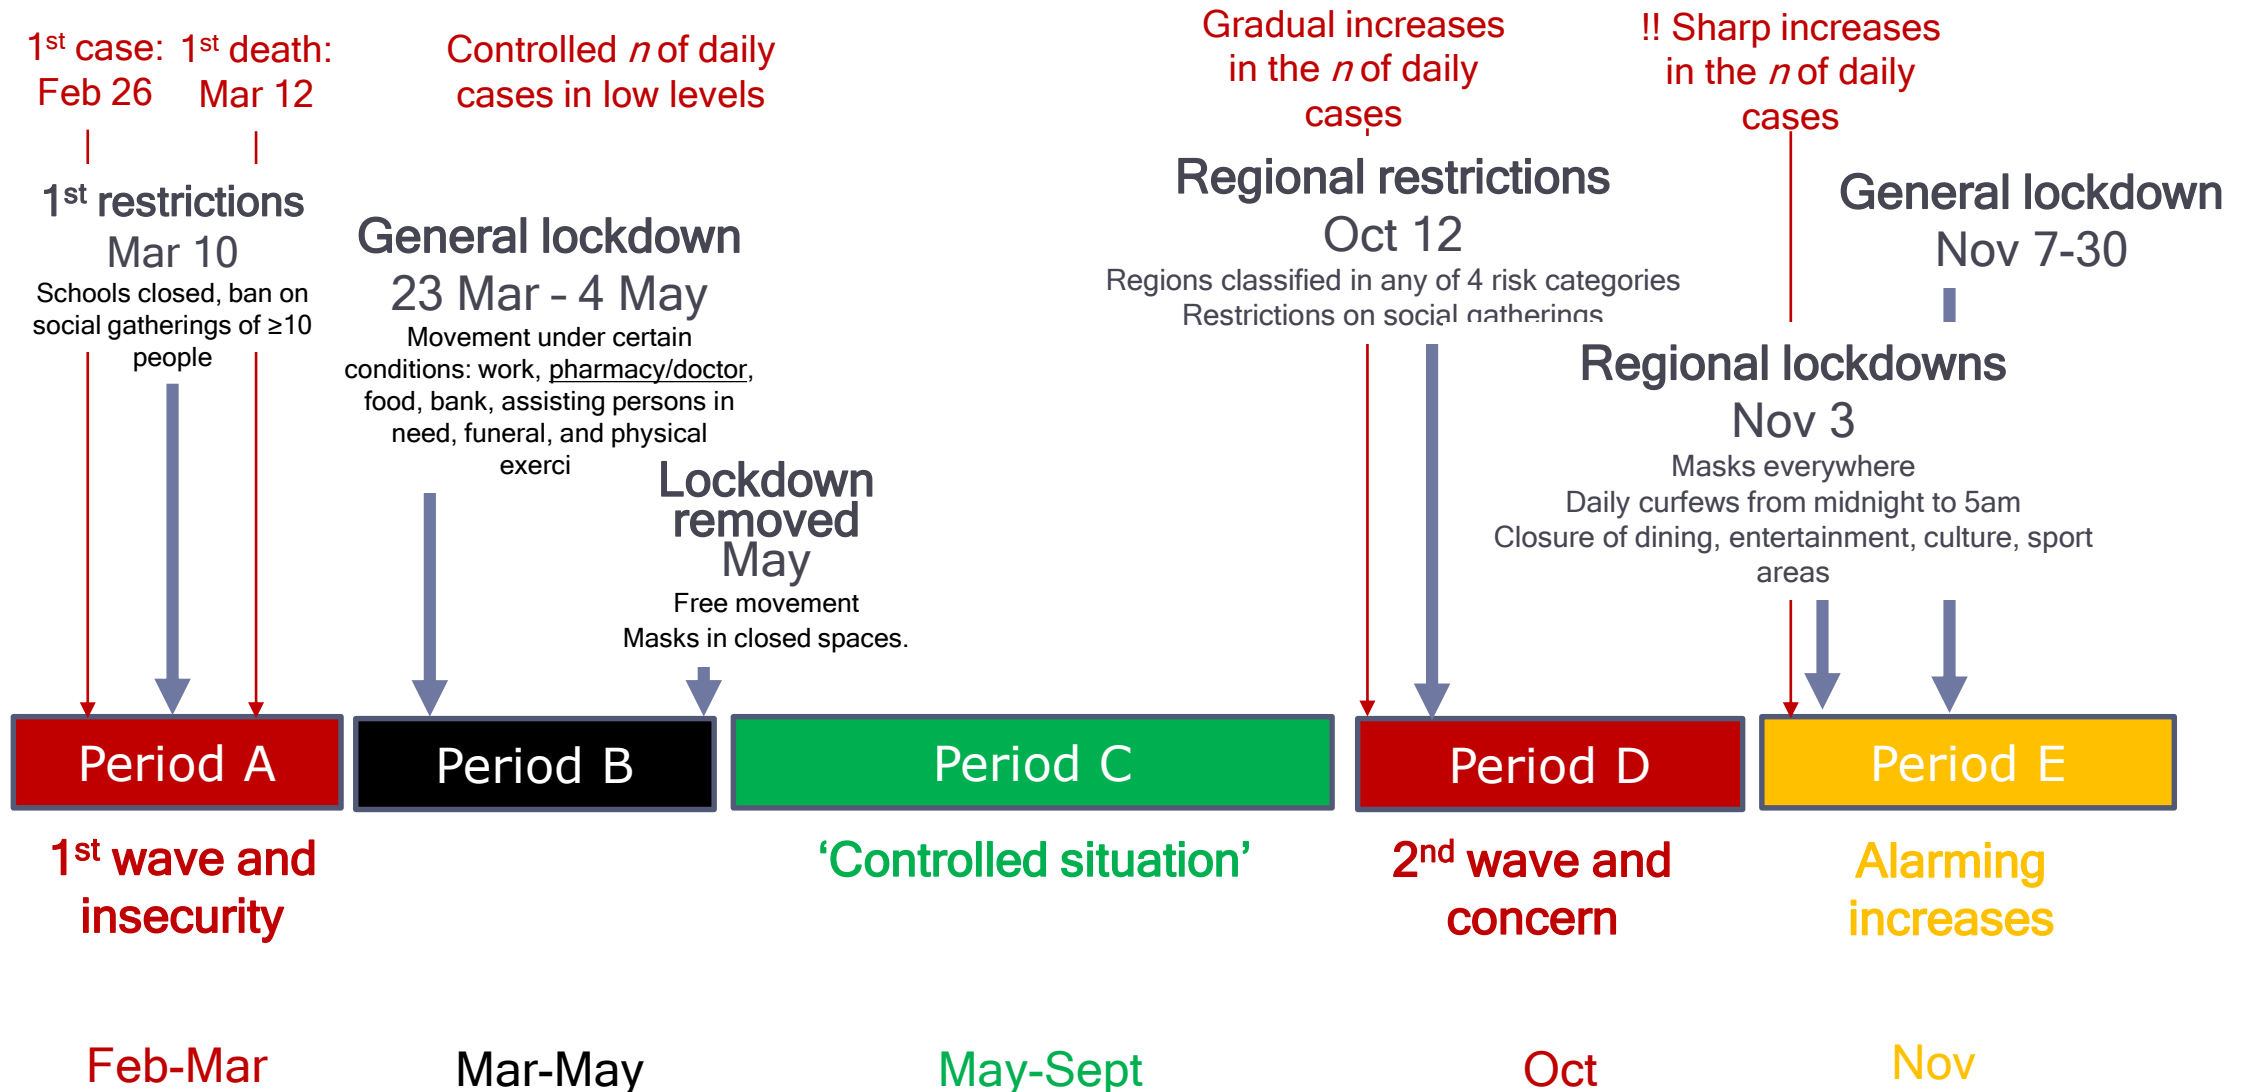 1st case:
Feb 26
1st death:
Mar 12
Controlled n of daily
cases in low levels
Gradual increases
in the n of daily
cases
!! Sharp increases
in the n of daily
cases
1st restrictions
Mar 10
Schools closed, ban on
social gatherings of ≥10
people
General lockdown
23 Mar – 4 May
Movement under certain
conditions: work, pharmacy/doctor,
food, bank, assisting persons in
need, funeral, and physical
exerci
Lockdown
removed
May
Free movement
Masks in closed spaces.
Regional restrictions
Oct 12
Regions classified in any of 4 risk categories
Restrictions on social gatherings
General lockdown
Nov 7-30
Regional lockdowns
Nov 3
Masks everywhere
Daily curfews from midnight to 5am
Closure of dining, entertainment, culture, sport
areas
Period A
Period B
Period C
Period D
Period E
1st wave and
insecurity
‘Controlled situation’
2nd wave and
concern
Alarming
increases
Feb-Mar
Mar-May
May-Sept
Oct
Nov